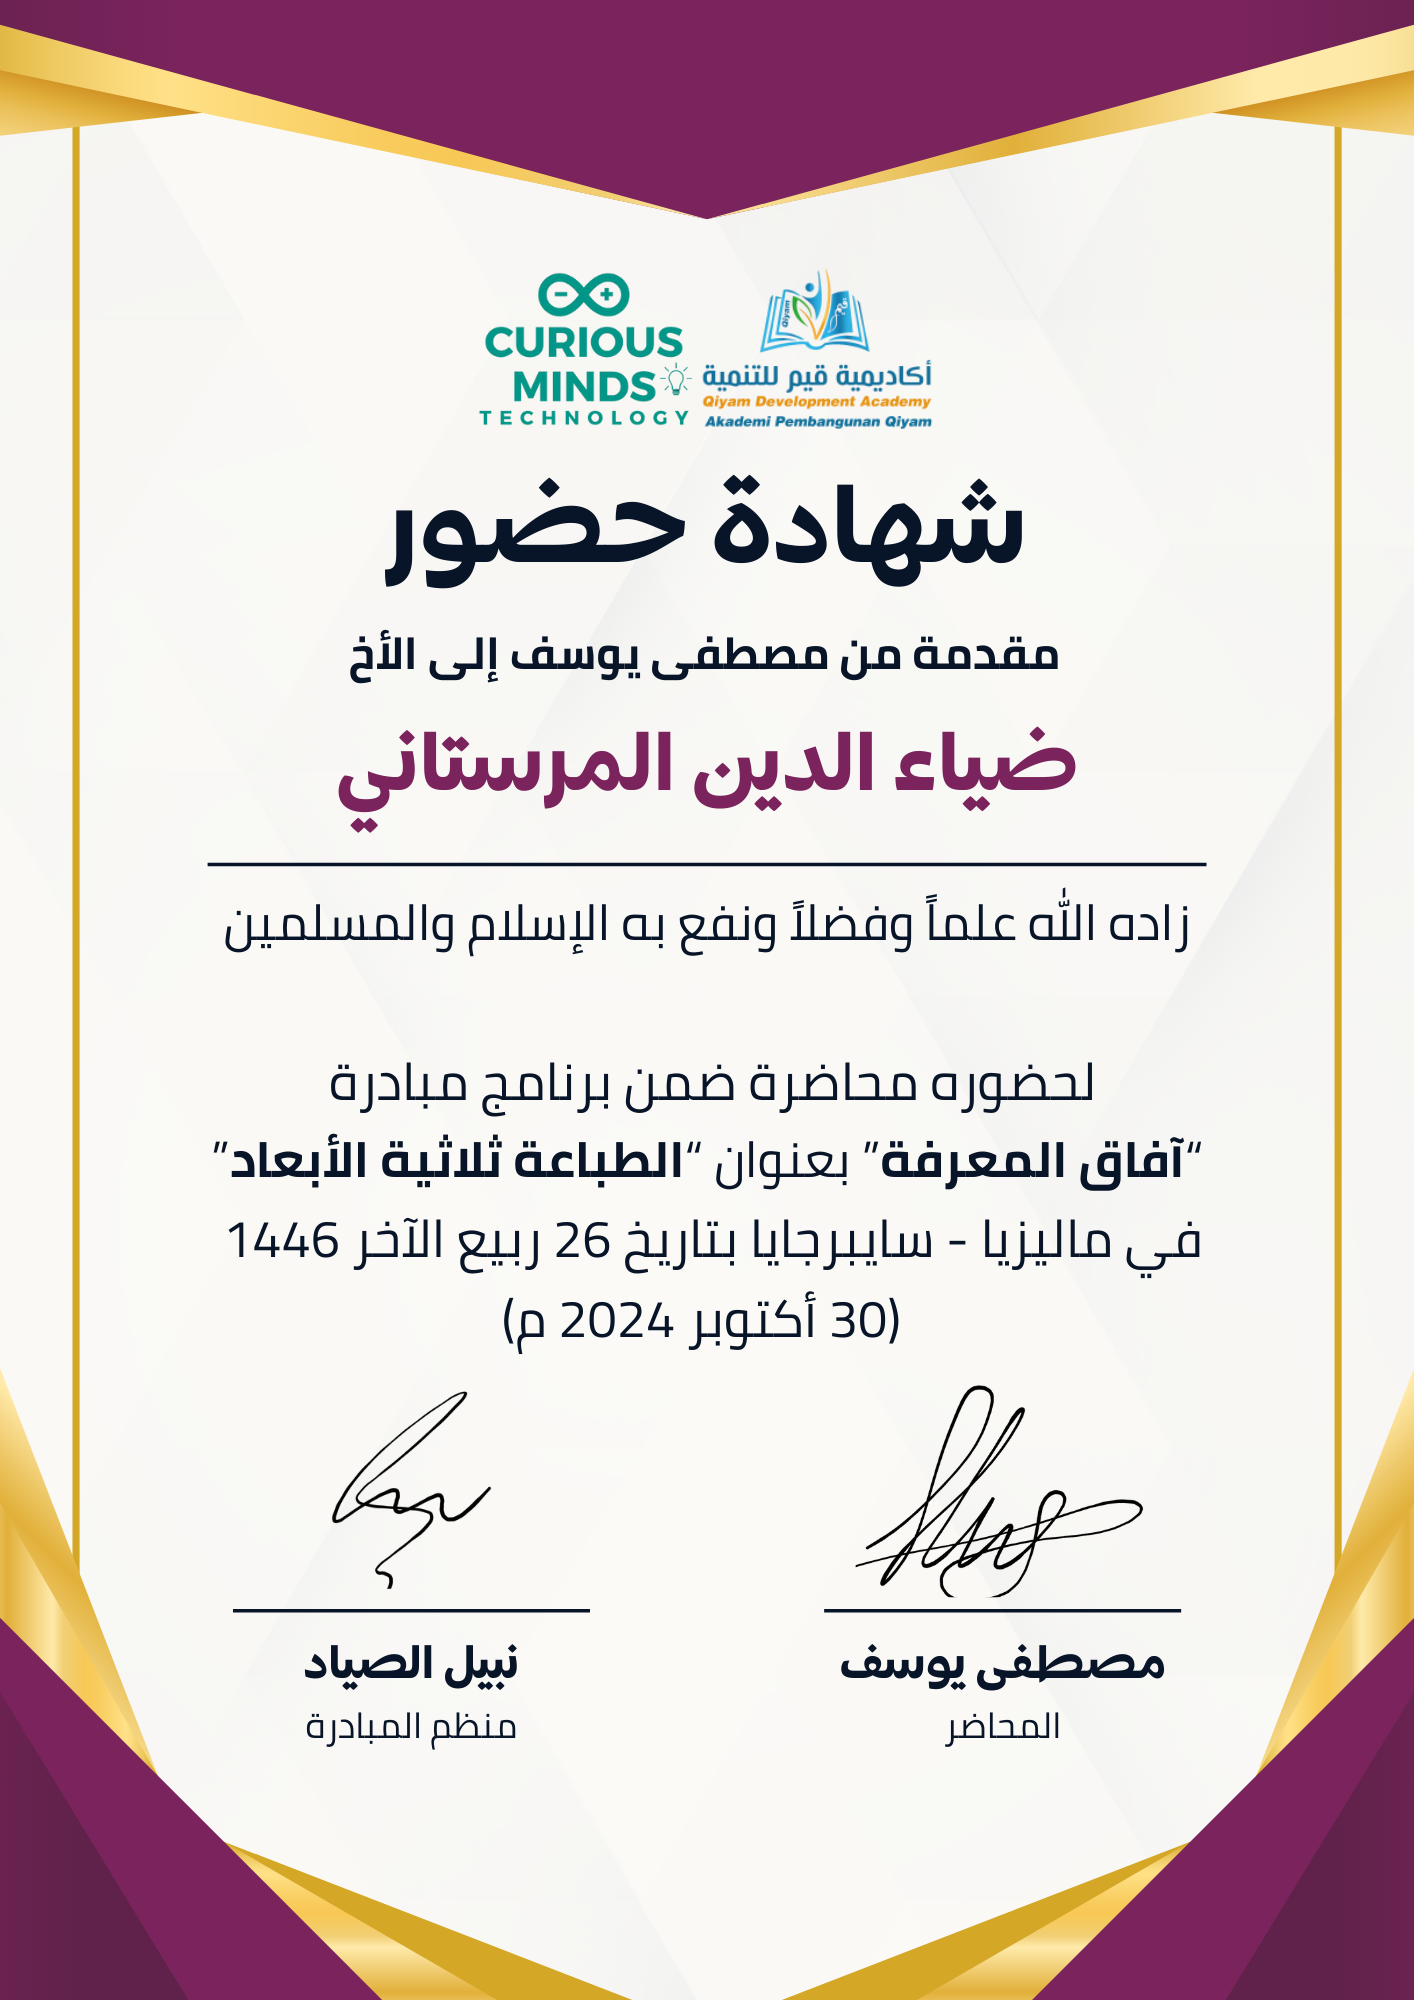 CURIOUS
MINDS
TECHNOLOGY
Qiyam
قيم
أكاديمية قيم للتنمية
Qiyam Development Academy
Akademi Pembangunan Qiyam
شهادة حضور
مقدمة من مصطفى يوسف إلى الأخ
ضياء الدين المرستاني
زاده الله علماً وفضلاً ونفع به الإسلام والمسلمين
لحضوره محاضرة ضمن برنامج مبادرة
“آفاق المعرفة” بعنوان “الطباعة ثلاثية الأبعاد”
في ماليزيا - سايبرجايا بتاريخ 26 ربيع الآخر 1446
(30 أكتوبر 2024 م)
مصطفى يوسف
المحاضر
نبيل الصياد
منظم المبادرة